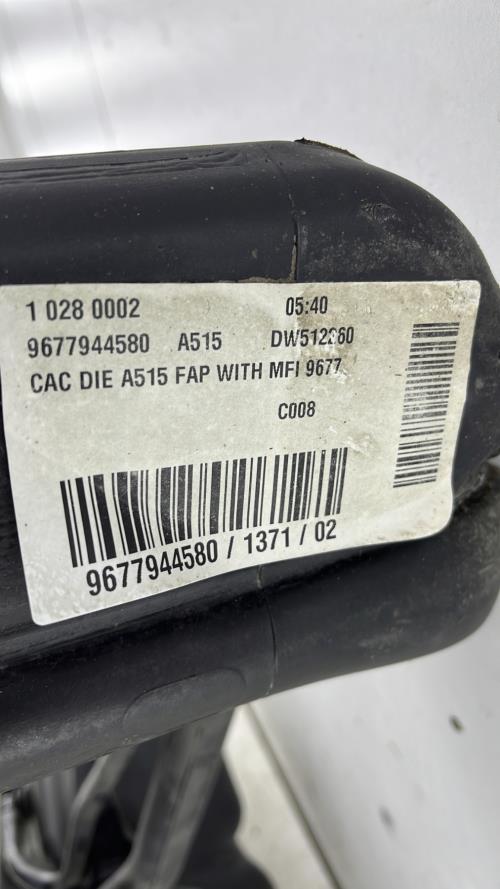 1 028 0002 05:40
9677944580 A515 DW512260
CAC DIE A515 FAP WITH MFI 9677
C008
9677944580 / 1371 / 02